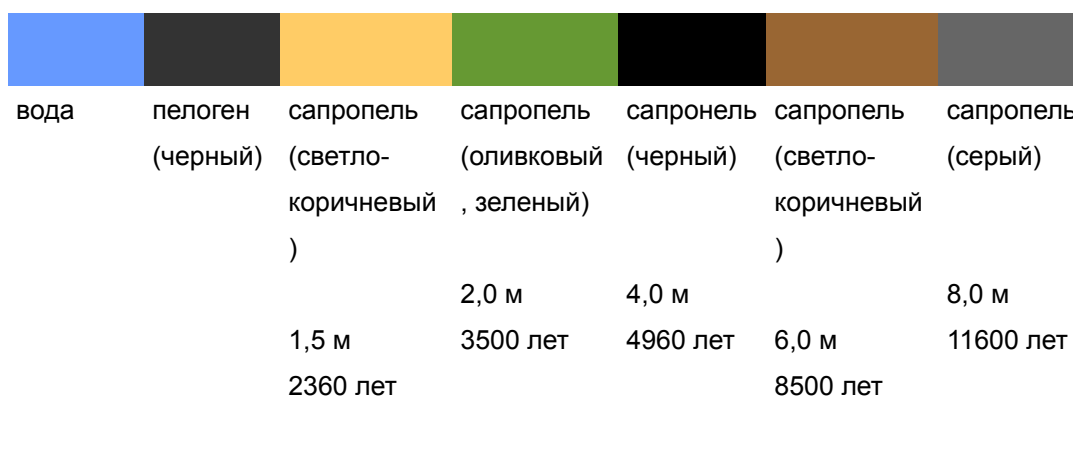 вода
пелоген
(черный)
сапропель
(светло-
коричневый
)
1,5 м
2360 лет
сапропель
(оливковый
, зеленый)
2,0 м
3500 лет
сапронель
(черный)
4,0 м
4960 лет
сапропель
(светло-
коричневый
)
6,0 м
8500 лет
сапропель
(серый)
8,0 м
11600 лет